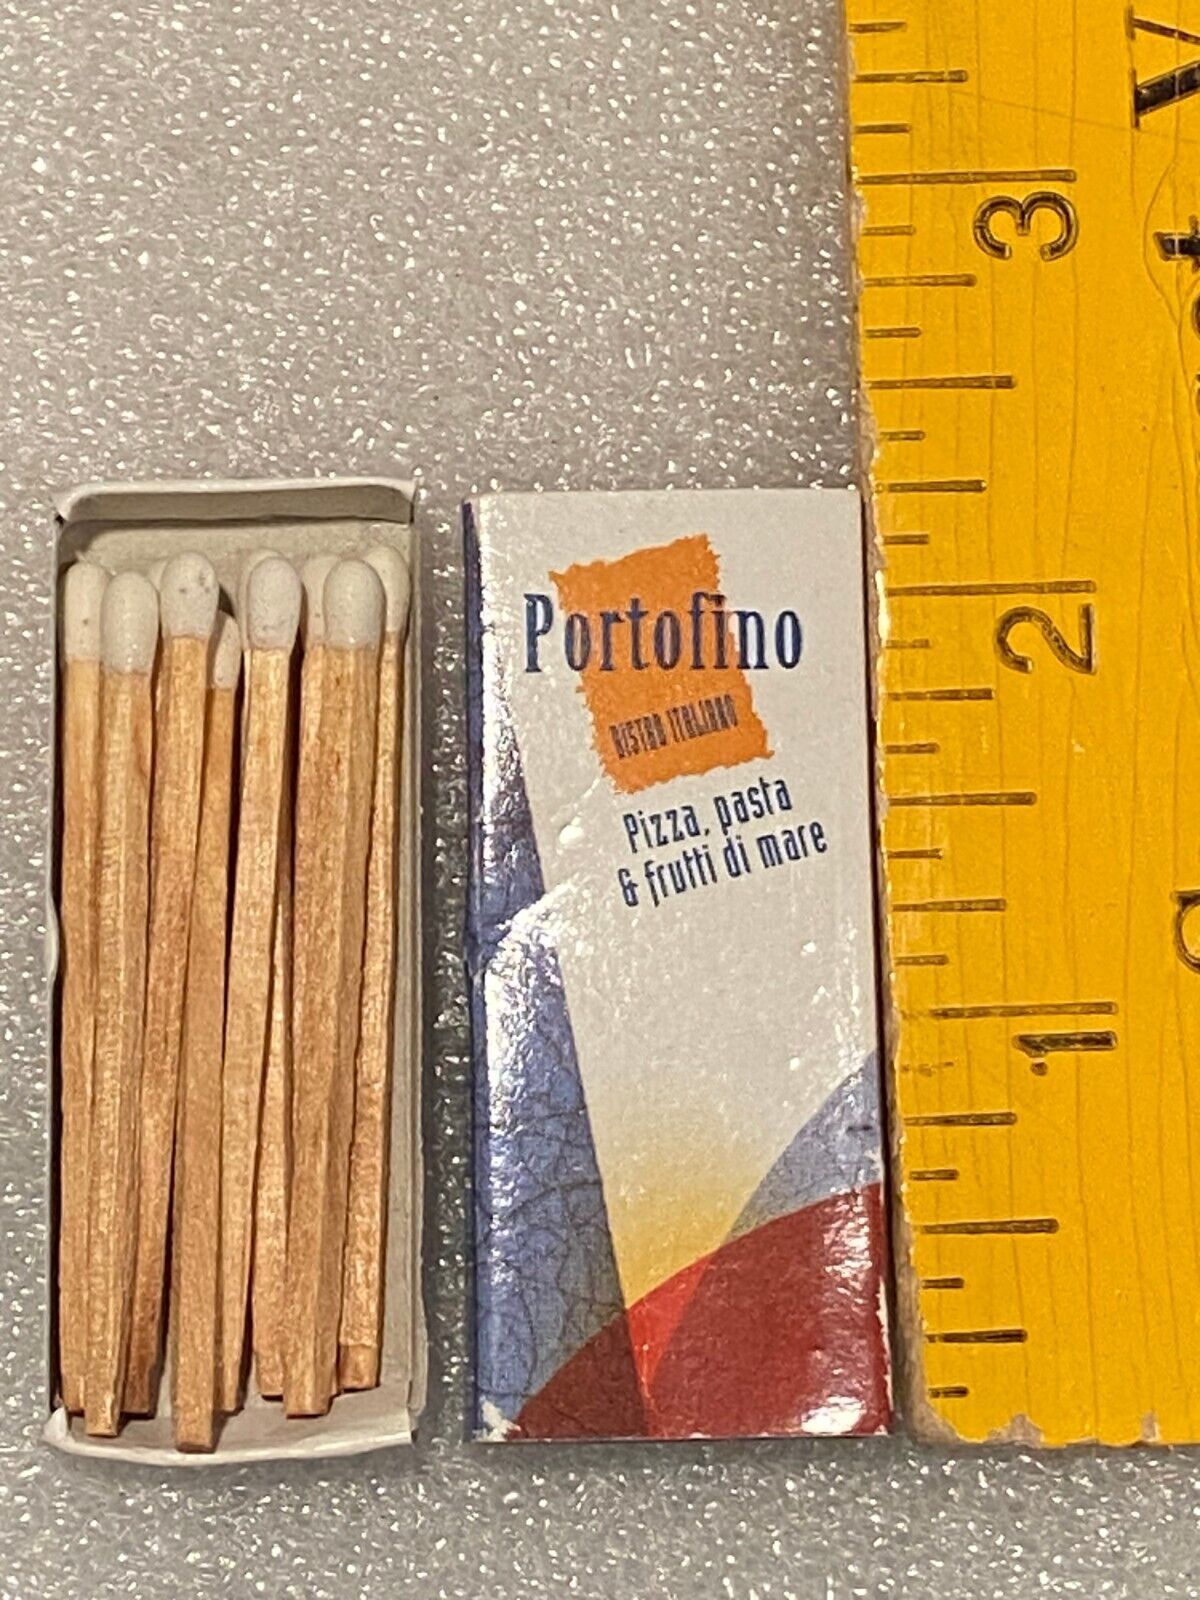 Portofino
BISTRO ITALIANO
Pizza, pasta
& frutti di mare
3
2
1